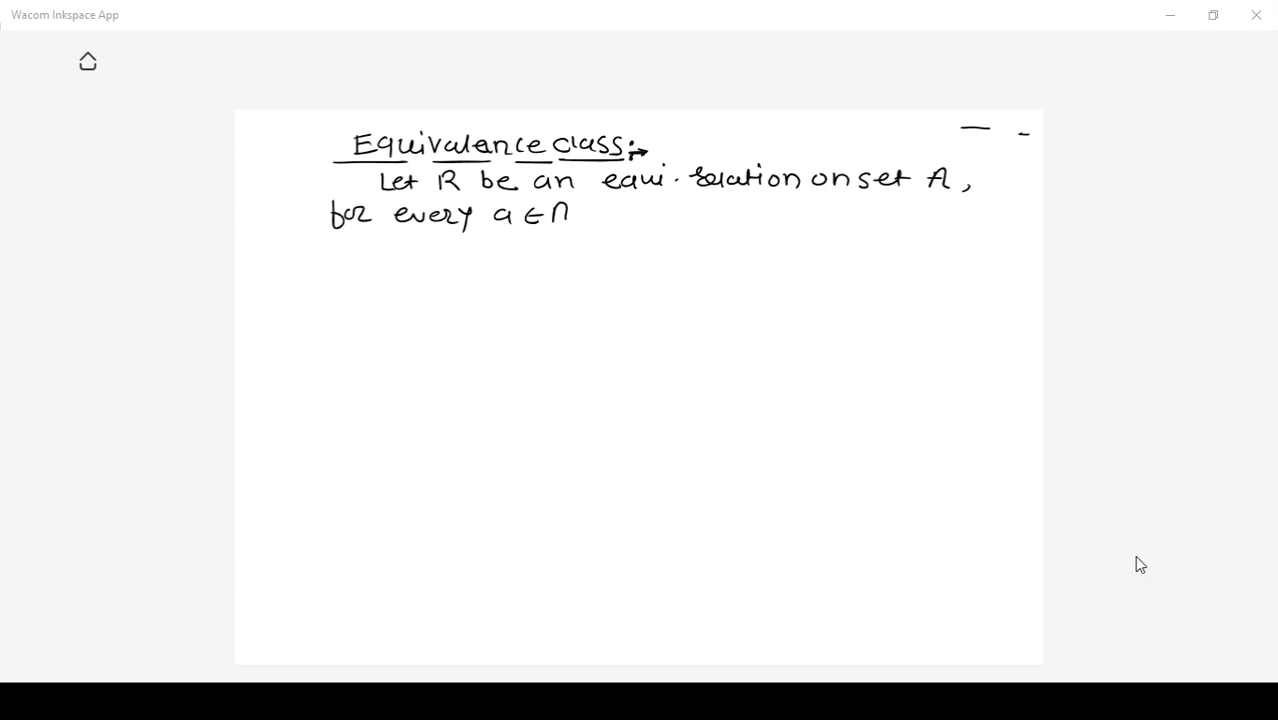 Wacom Inkspace App
Equivalence class:→
Let R be an equi. relation on set A,
for every a ∈ A